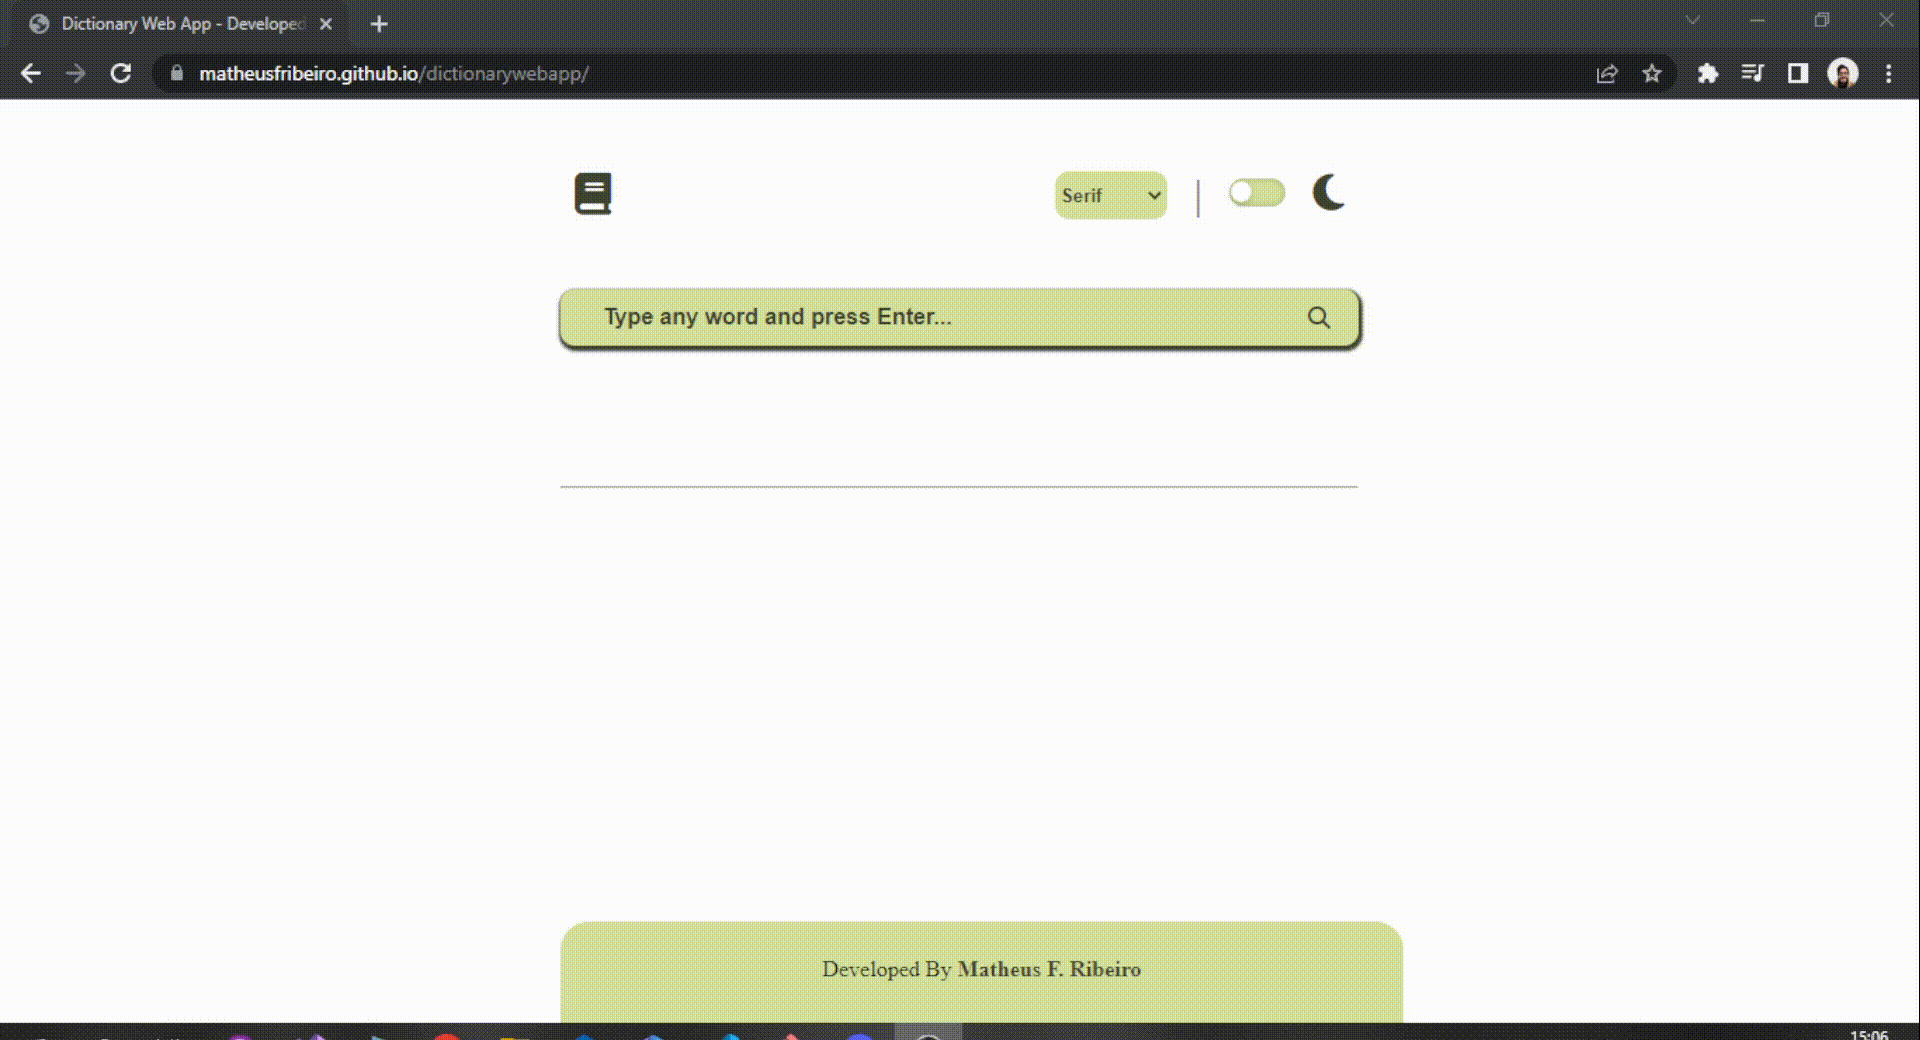 Dictionary Web App - Developed
matheusfribeiro.github.io/dictionarywebapp/
Serif
Type any word and press Enter...
Developed By Matheus F. Ribeiro
15:06